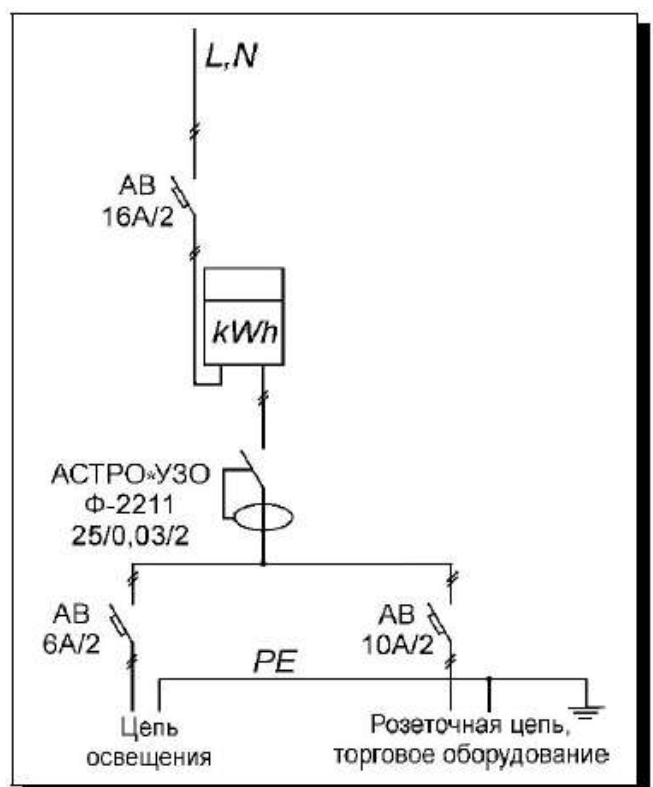 L,N
АВ
16А/2
kWh
АСТРО*УЗО
Ф-2211
25/0,03/2
АВ
6А/2
АВ
10А/2
PE
Цепь
освещения
Розеточная цепь,
торговое оборудование